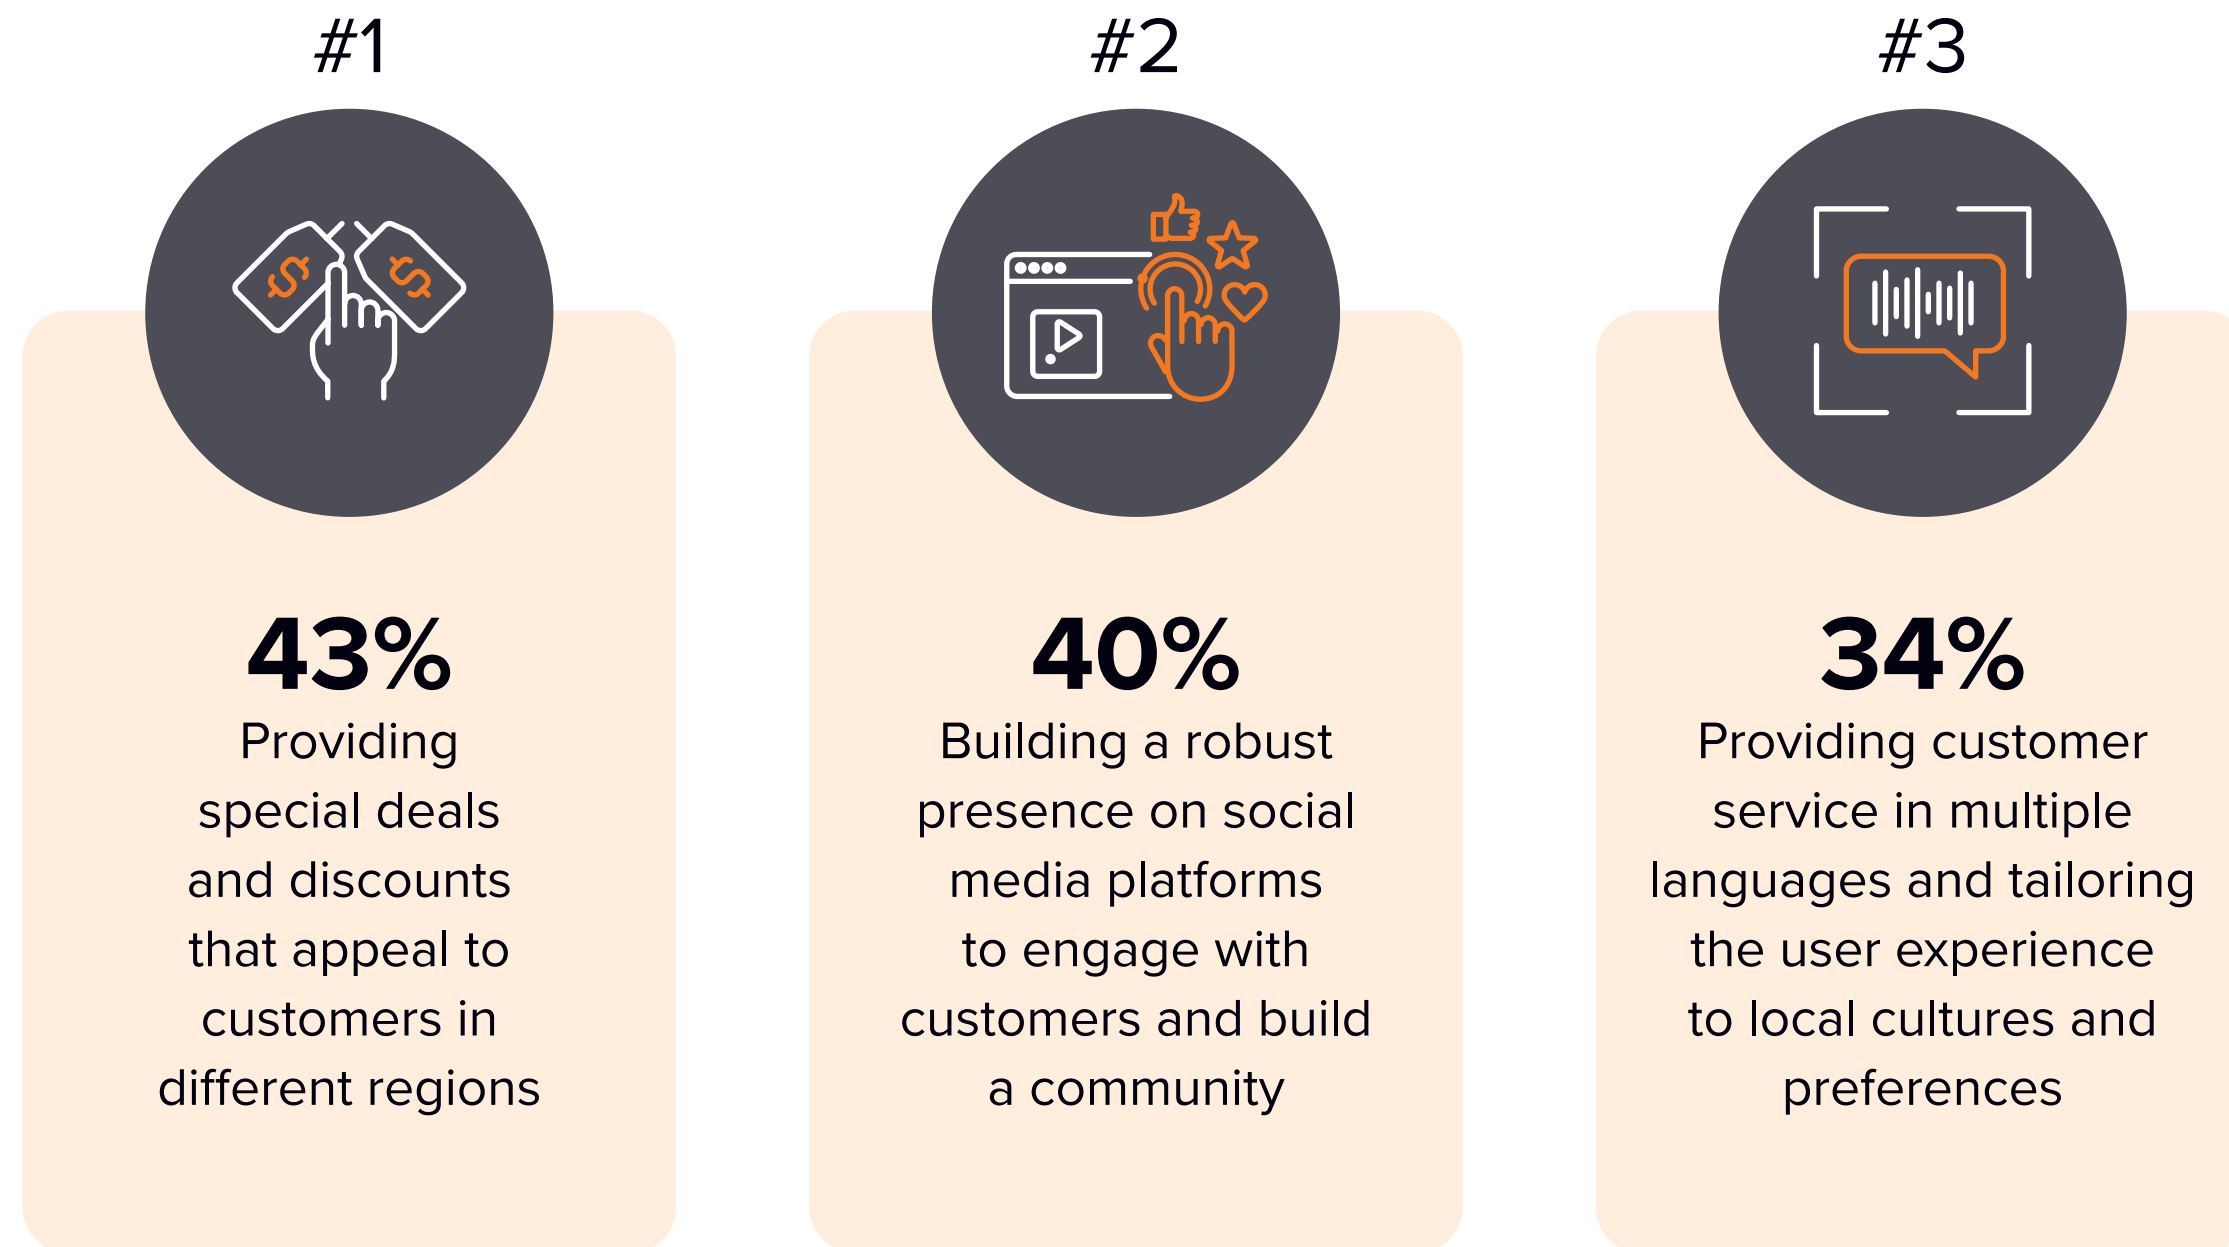 #1
43%
Providing
special deals
and discounts
that appeal to
customers in
different regions
#2
40%
Building a robust
presence on social
media platforms
to engage with
customers and build
a community
#3
34%
Providing customer
service in multiple
languages and tailoring
the user experience
to local cultures and
preferences